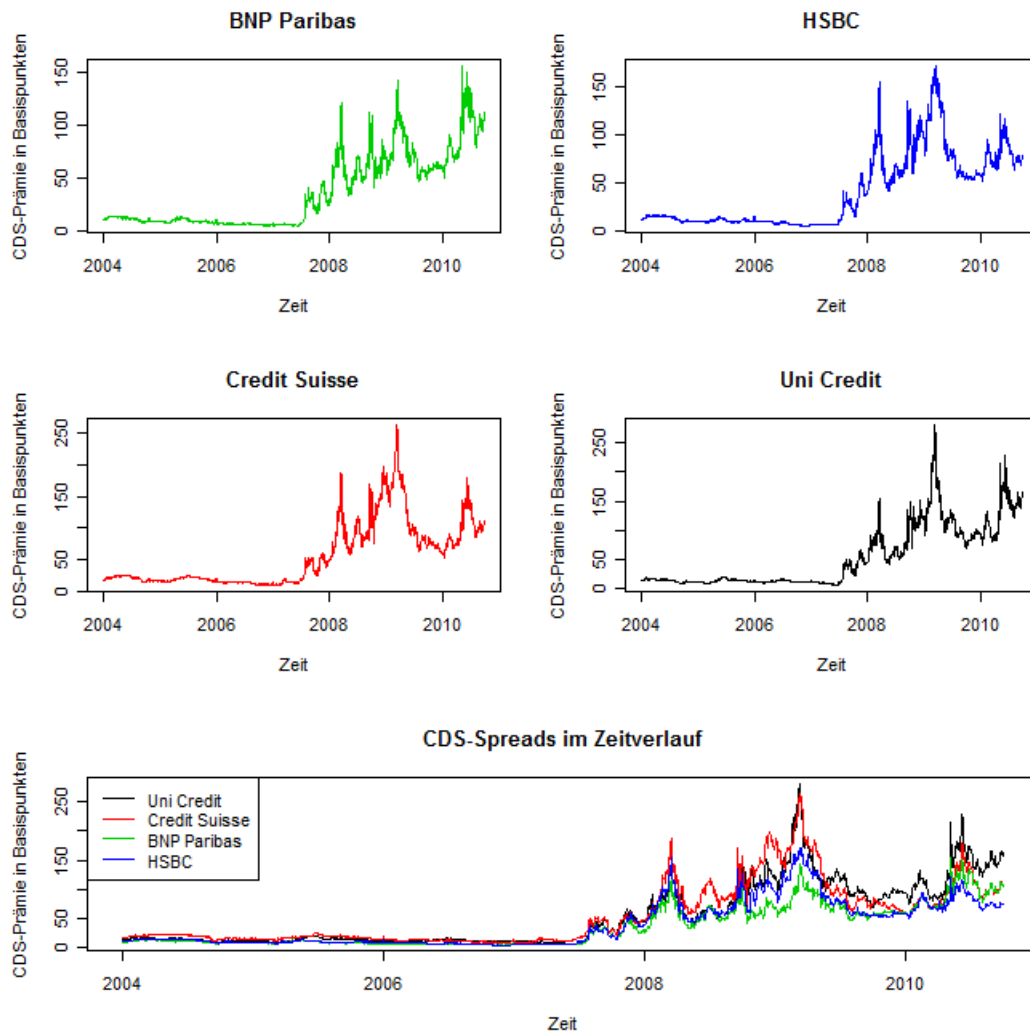 BNP Paribas
CDS-Prämie in Basispunkten
0 50 100 150
2004 2006 2008 2010
Zeit
HSBC
CDS-Prämie in Basispunkten
0 50 100 150
2004 2006 2008 2010
Zeit
Credit Suisse
CDS-Prämie in Basispunkten
0 50 150 250
2004 2006 2008 2010
Zeit
Uni Credit
CDS-Prämie in Basispunkten
0 50 150 250
2004 2006 2008 2010
Zeit
CDS-Spreads im Zeitverlauf
CDS-Prämie in Basispunkten
0 50 150 250
Uni Credit
Credit Suisse
BNP Paribas
HSBC
2004 2006 2008 2010
Zeit